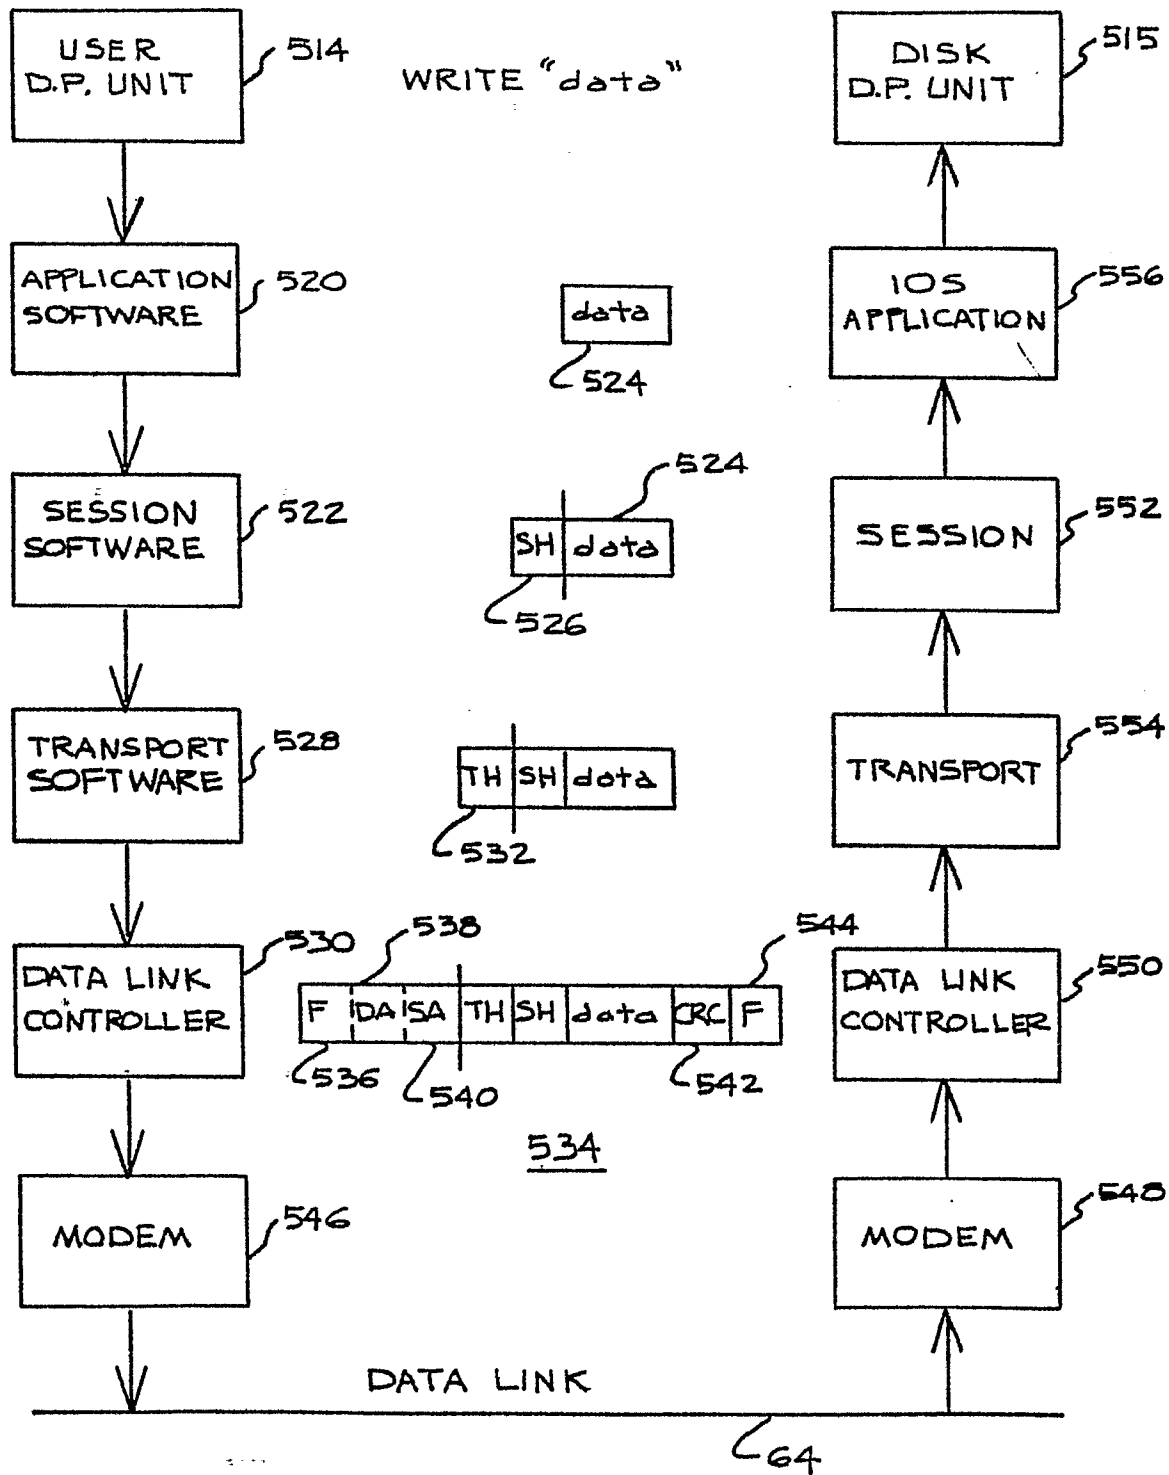 USER
D.P. UNIT
514
WRITE "data"
DISK
D.P. UNIT
515
APPLICATION
SOFTWARE
520
data
524
IOS
APPLICATION
556
SESSION
SOFTWARE
522
524
SH data
526
SESSION
552
TRANSPORT
SOFTWARE
528
TH SH data
532
TRANSPORT
554
DATA LINK
CONTROLLER
530
538
544
F DA SA TH SH data CRC F
536
540
542
534
DATA LINK
CONTROLLER
550
MODEM
546
MODEM
548
DATA LINK
64